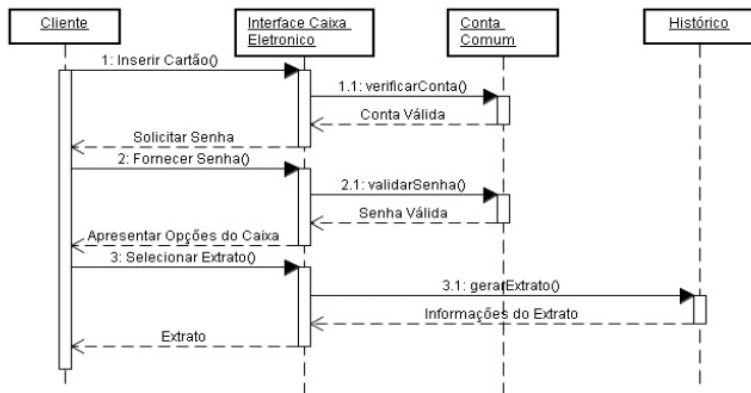 Cliente
Interface Caixa
Eletronico
Conta
Comum
Histórico
1: Inserir Cartão()
1.1: verificarConta()
Conta Válida
Solicitar Senha
2: Fornecer Senha()
2.1: validarSenha()
Senha Válida
Apresentar Opções do Caixa
3: Selecionar Extrato()
3.1: gerarExtrato()
Informações do Extrato
Extrato